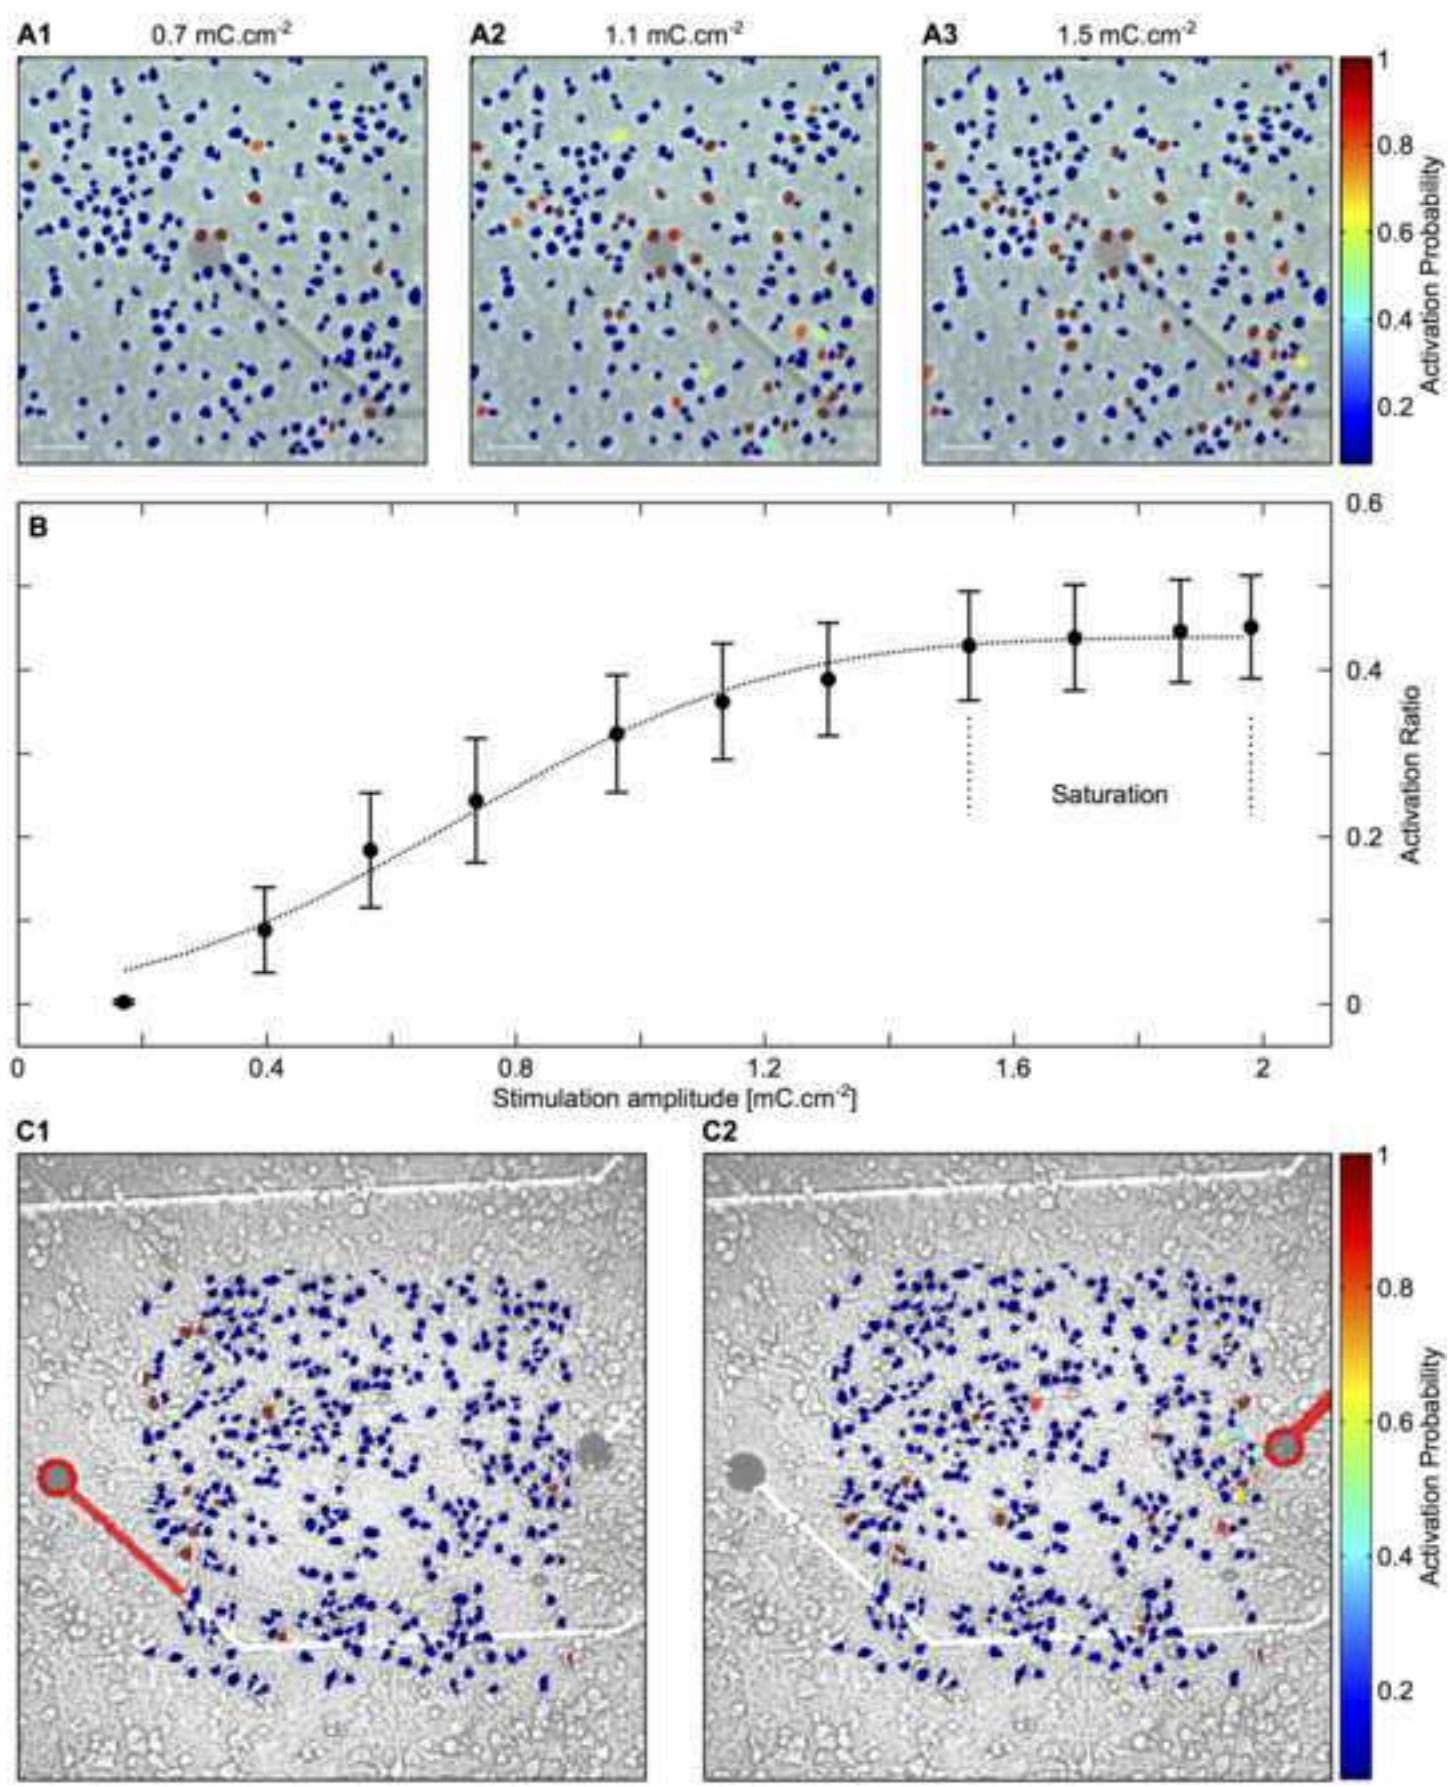 A1 0.7 mC.cm-2 A2 1.1 mC.cm-2 A3 1.5 mC.cm-2
1
0.8
0.6
0.4
0.2
Activation Probability
B
0.6
0.4
0.2
0
Activation Ratio
Saturation
0 0.4 0.8 1.2 1.6 2
Stimulation amplitude [mC.cm-2]
C1 C2
1
0.8
0.6
0.4
0.2
Activation Probability